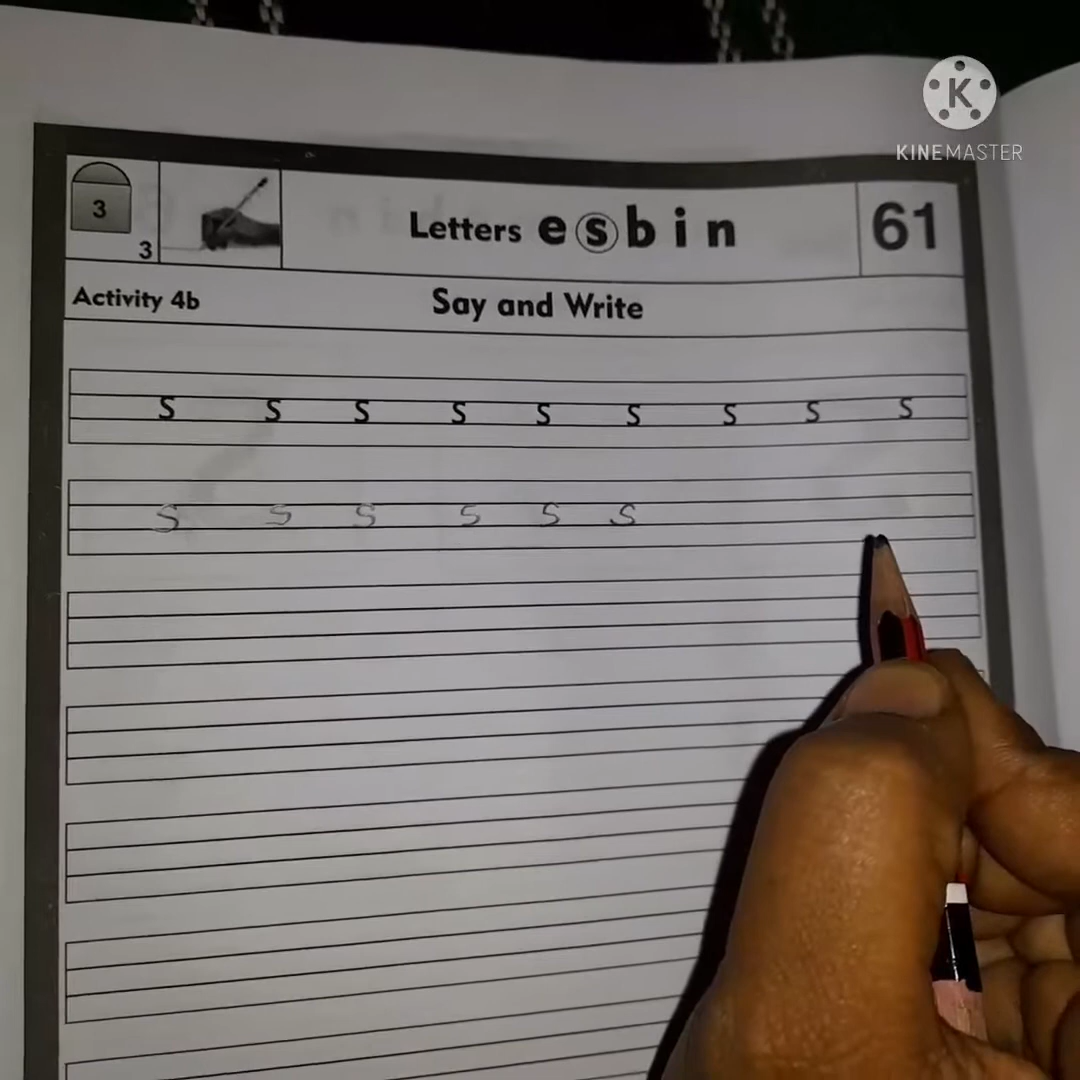 K
KINEMASTER
3
3
Letters e s b i n
61
Activity 4b
Say and Write
s s s s s s s s s
s s s s s s